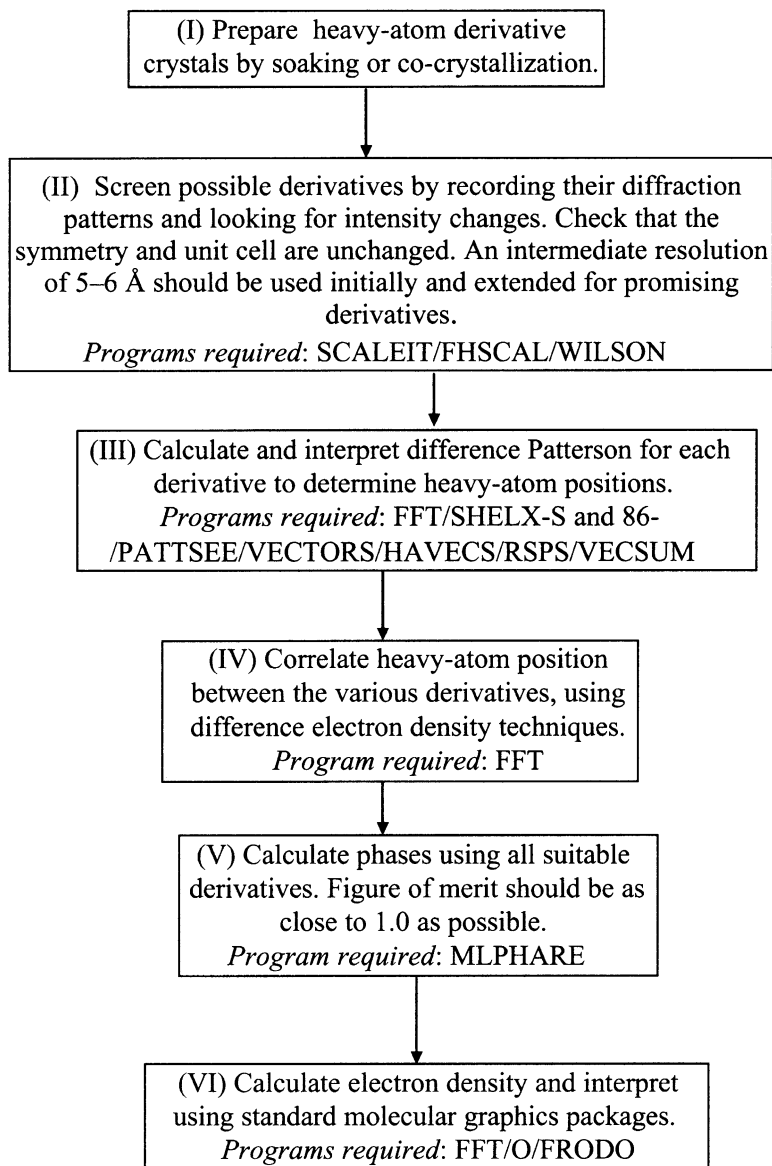 (I) Prepare heavy-atom derivative
crystals by soaking or co-crystallization.
(II) Screen possible derivatives by recording their diffraction
patterns and looking for intensity changes. Check that the
symmetry and unit cell are unchanged. An intermediate resolution
of 5–6 Å should be used initially and extended for promising
derivatives.
Programs required: SCALEIT/FHSCAL/WILSON
(III) Calculate and interpret difference Patterson for each
derivative to determine heavy-atom positions.
Programs required: FFT/SHELX-S and 86-
/PATTSEE/VECTORS/HAVECS/RSPS/VECSUM
(IV) Correlate heavy-atom position
between the various derivatives, using
difference electron density techniques.
Program required: FFT
(V) Calculate phases using all suitable
derivatives. Figure of merit should be as
close to 1.0 as possible.
Program required: MLPHARE
(VI) Calculate electron density and interpret
using standard molecular graphics packages.
Programs required: FFT/O/FRODO